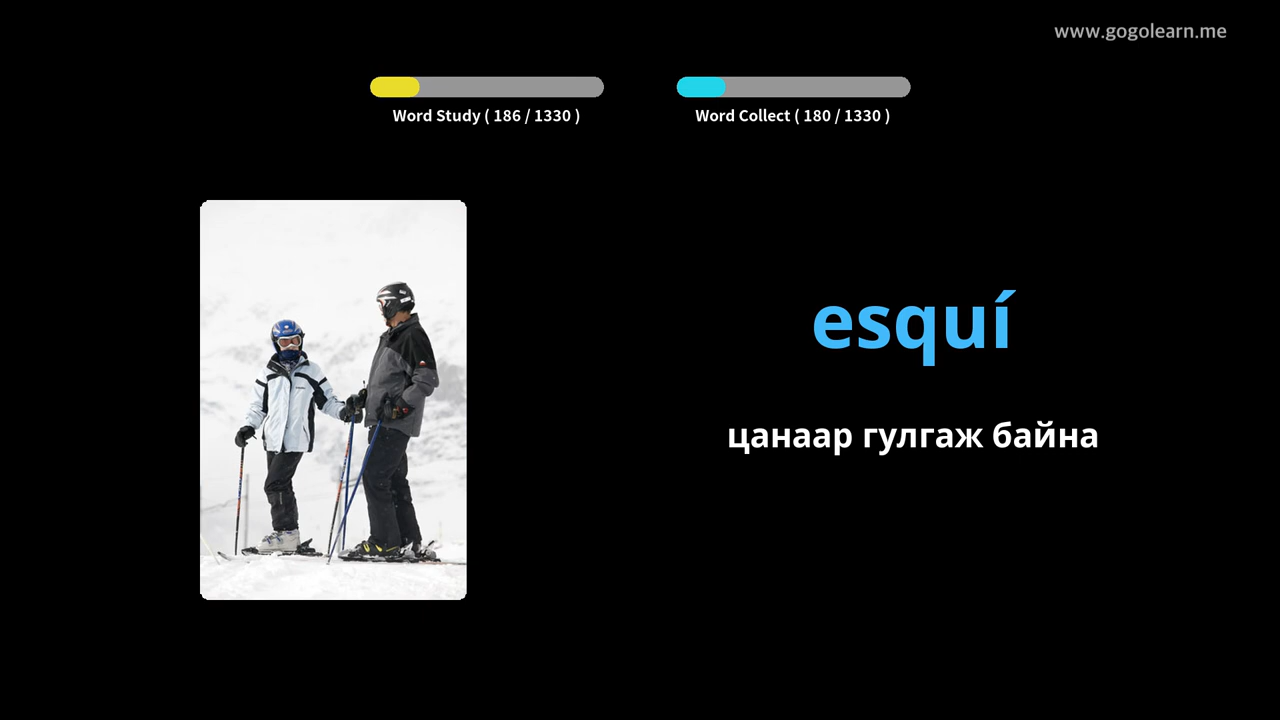 www.gogolearn.me
Word Study ( 186 / 1330 )
Word Collect ( 180 / 1330 )
esquí
цанаар гулгаж байна